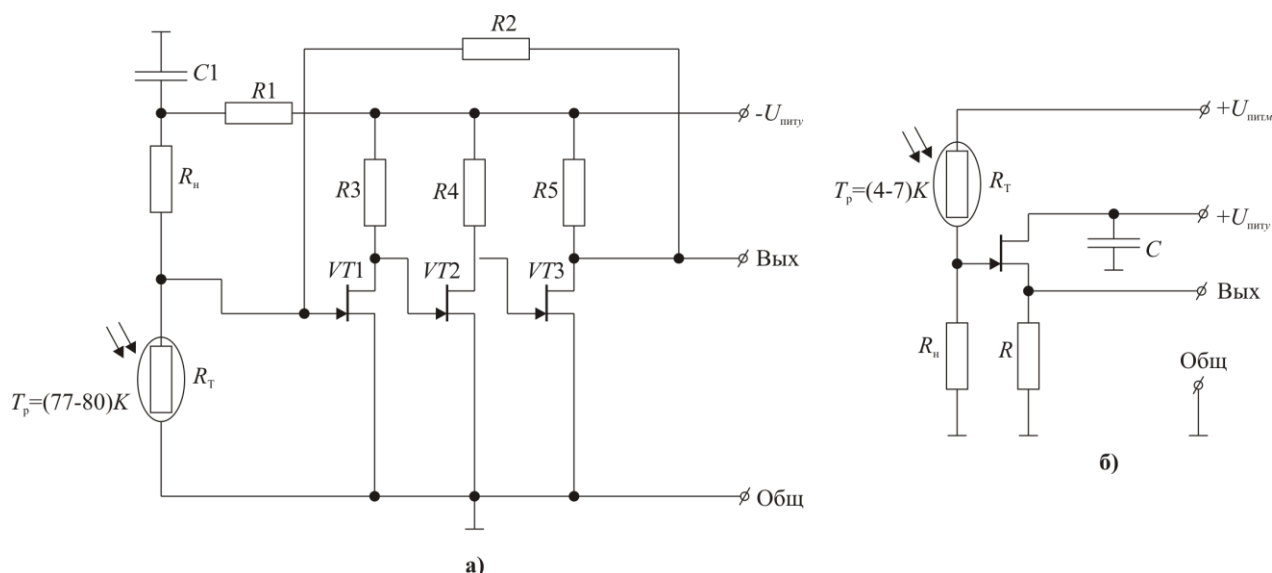 R2
C1
R1
-Uпиту
Rн
R3
R4
R5
VT1
VT2
VT3
Вых
Rт
Tр=(77-80)K
Общ
а)
+Uпит.м
Tр=(4-7)K
Rт
+Uпиту
C
Вых
Rн
R
Общ
б)